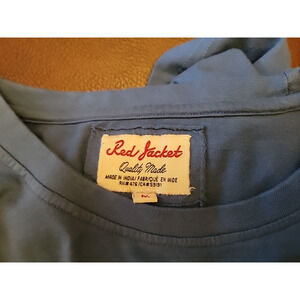 Red Jacket
Quality Made
MADE IN INDIA/ FABRIQUÉ EN INDE